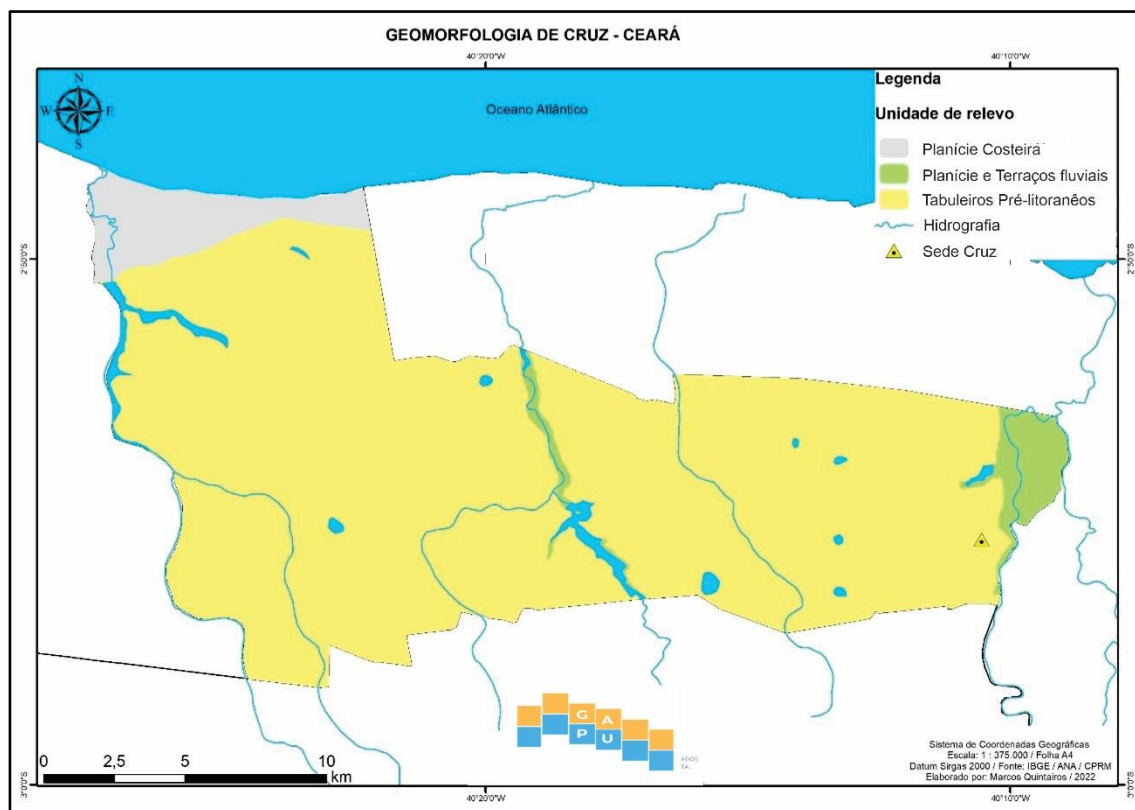 GEOMORFOLOGIA DE CRUZ - CEARÁ
40°20'0"W
40°10'0"W
N
W
E
S
Oceano Atlântico
Legenda
Unidade de relevo
Planície Costeira
Planície e Terraços fluviais
Tabuleiros Pré-litoranêos
Hidrografia
Sede Cruz
2°50'0"S
2°50'0"S
G A
P U
ADOS
TAL
0 2,5 5 10
km
Sistema de Coordenadas Geográficas
Escala: 1 : 375.000 / Folha A4
Datum Sirgas 2000 / Fonte: IBGE / ANA / CPRM
Elaborado por: Marcos Quintairos / 2022
3°0'0"S
3°0'0"S
40°20'0"W
40°10'0"W